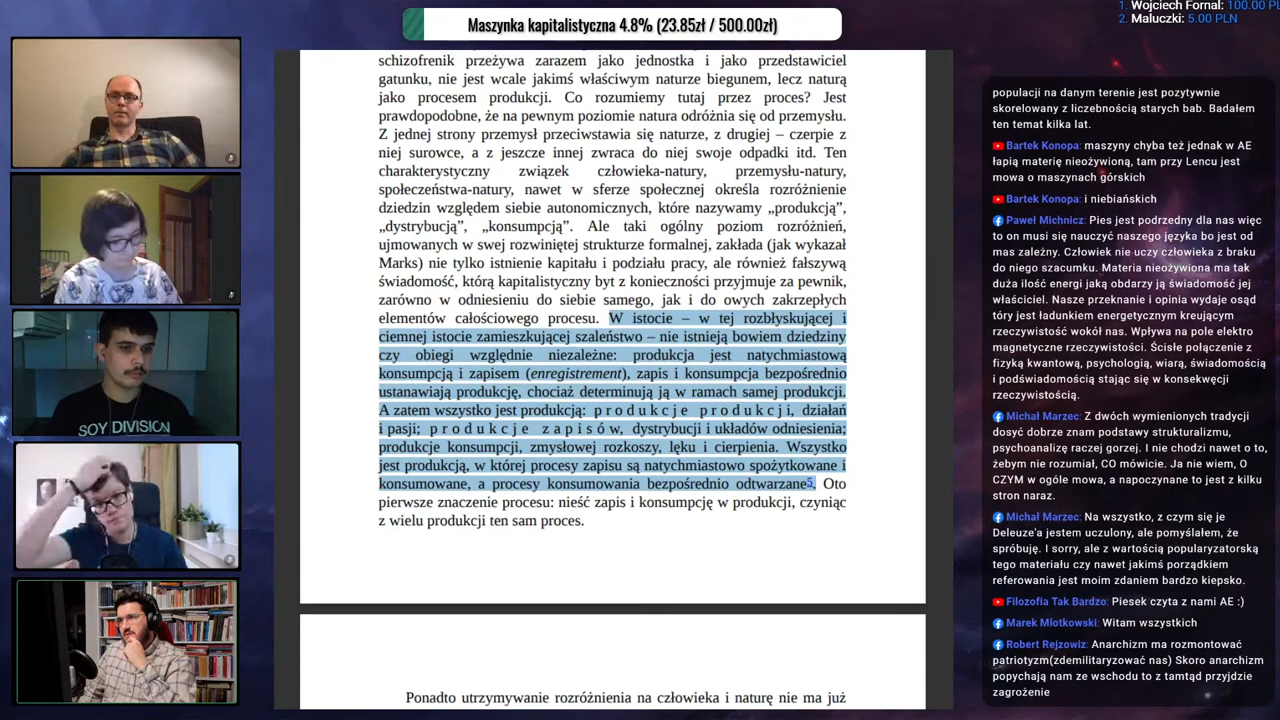 Maszynka kapitalistyczna 4.8% (23.85zł / 500.00zł)
1. Wojciech Fornal: 100.00 PL
2. Maluczki: 5.00 PLN
schizofrenik przeżywa zarazem jako jednostka i jako przedstawiciel
gatunku, nie jest wcale jakimś właściwym naturze biegunem, lecz naturą
jako procesem produkcji. Co rozumiemy tutaj przez proces? Jest
prawdopodobne, że na pewnym poziomie natura odróżnia się od przemysłu.
Z jednej strony przemysł przeciwstawia się naturze, z drugiej – czerpie z
niej surowce, a z jeszcze innej zwraca do niej swoje odpadki itd. Ten
charakterystyczny związek człowieka-natury, przemysłu-natury,
społeczeństwa-natury, nawet w sferze społecznej określa rozróżnienie
dziedzin względem siebie autonomicznych, które nazywamy „produkcją”,
„dystrybucją”, „konsumpcją”. Ale taki ogólny poziom rozróżnień,
ujmowanych w swej rozwiniętej strukturze formalnej, zakłada (jak wykazał
Marks) nie tylko istnienie kapitału i podziału pracy, ale również fałszywą
świadomość, którą kapitalistyczny byt z konieczności przyjmuje za pewnik,
zarówno w odniesieniu do siebie samego, jak i do owych zakrzepłych
elementów całościowego procesu. W istocie – w tej rozbłyskującej i
ciemnej istocie zamieszkującej szaleństwo – nie istnieją bowiem dziedziny
czy obiegi względnie niezależne: produkcja jest natychmiastową
konsumpcją i zapisem (enregistrement), zapis i konsumpcja bezpośrednio
ustanawiają produkcję, chociaż determinują ją w ramach samej produkcji.
A zatem wszystko jest produkcją: produkcje produkcji, działań
i pasji; produkcje zapisów, dystrybucji i układów odniesienia;
produkcje konsumpcji, zmysłowej rozkoszy, lęku i cierpienia. Wszystko
jest produkcją, w której procesy zapisu są natychmiastowo spożytkowane i
konsumowane, a procesy konsumowania bezpośrednio odtwarzane5. Oto
pierwsze znaczenie procesu: nieść zapis i konsumpcję w produkcji, czyniąc
z wielu produkcji ten sam proces.
Ponadto utrzymywanie rozróżnienia na człowieka i naturę nie ma już
SOY DIVISION
populacji na danym terenie jest pozytywnie
skorelowany z liczebnością starych bab. Badałem
ten temat kilka lat.
Bartek Konopa: maszyny chyba też jednak w AE
łapią materię nieożywioną, tam przy Lencu jest
mowa o maszynach górskich
Bartek Konopa: i niebiańskich
Paweł Michnicz: Pies jest podrzedny dla nas więc
to on musi się nauczyć naszego języka bo jest od
mas zależny. Człowiek nie uczy człowieka z braku
do niego szacumku. Materia nieożywiona ma tak
duża ilość energi jaką obdarzy ją świadomość jej
właściciel. Nasze przeknanie i opinia wydaje osąd
tóry jest ładunkiem energetycznym kreującym
rzeczywistość wokół nas. Wpływa na pole elektro
magnetyczne rzeczywistości. Ścisłe połączenie z
fizyką kwantową, psychologią, wiarą, świadomością
i podświadomością stając się w konsekwęcji
rzeczywistością.
Michał Marzec: Z dwóch wymienionych tradycji
dosyć dobrze znam podstawy strukturalizmu,
psychoanalizę raczej gorzej. I nie chodzi nawet o to,
żebym nie rozumiał, CO mówicie. Ja nie wiem, O
CZYM w ogóle mowa, a napoczynane to jest z kilku
stron naraz.
Michał Marzec: Na wszystko, z czym się je
Deleuze'a jestem uczulony, ale pomyślałem, że
spróbuję. I sorry, ale z wartością popularyzatorską
tego materiału czy nawet jakimś porządkiem
referowania jest moim zdaniem bardzo kiepsko.
Filozofia Tak Bardzo: Piesek czyta z nami AE :)
Marek Mlotkowski: Witam wszystkich
Robert Rejzowiz: Anarchizm ma rozmontować
patriotyzm(zdemilitaryzować nas) Skoro anarchizm
popychają nam ze wschodu to z tamtąd przyjdzie
zagrożenie